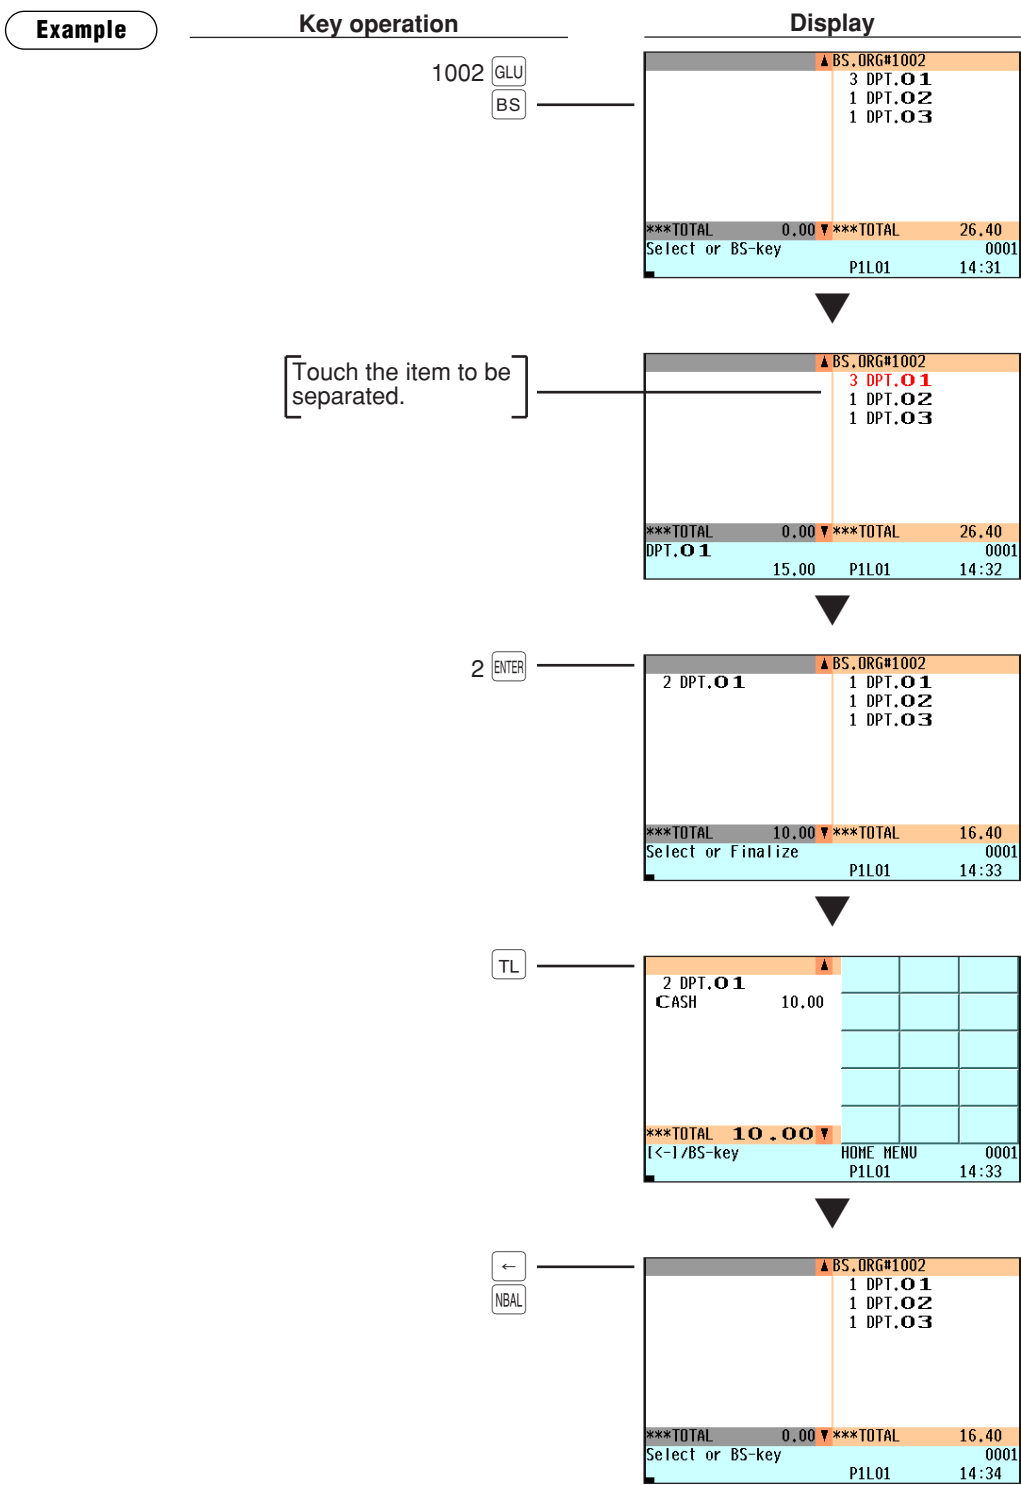 Example
Key operation
Display
1002 GLU
BS
▲ BS.ORG#1002
3 DPT.01
1 DPT.02
1 DPT.03
***TOTAL 0.00 ▼ ***TOTAL 26.40
Select or BS-key 0001
P1L01 14:31
Touch the item to be
separated.
▲ BS.ORG#1002
3 DPT.01
1 DPT.02
1 DPT.03
***TOTAL 0.00 ▼ ***TOTAL 26.40
DPT.01 0001
15.00 P1L01 14:32
2 ENTER
▲ BS.ORG#1002
2 DPT.01 1 DPT.01
1 DPT.02
1 DPT.03
***TOTAL 10.00 ▼ ***TOTAL 16.40
Select or Finalize 0001
P1L01 14:33
TL
▲
2 DPT.01
CASH 10.00
***TOTAL 10.00 ▼
[<-]/BS-key HOME MENU 0001
P1L01 14:33
←
NBAL
▲ BS.ORG#1002
1 DPT.01
1 DPT.02
1 DPT.03
***TOTAL 0.00 ▼ ***TOTAL 16.40
Select or BS-key 0001
P1L01 14:34